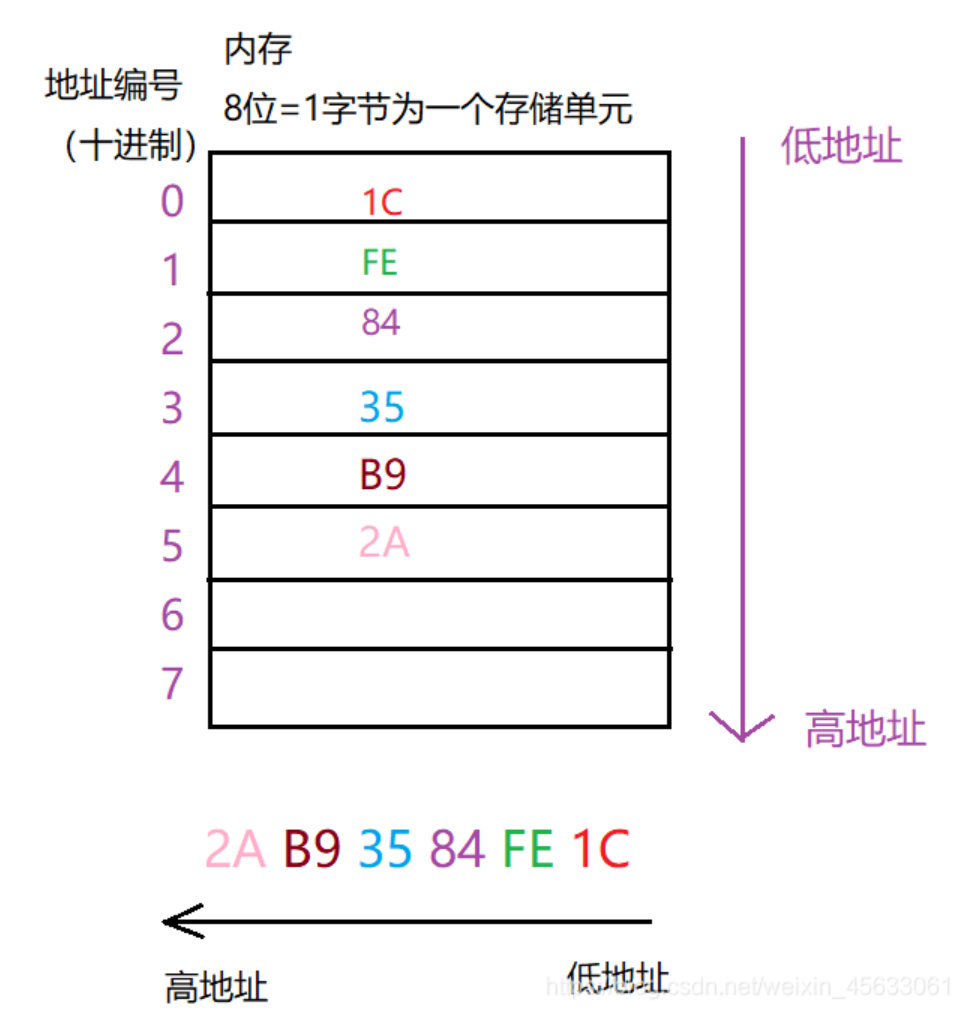 内存
地址编号
8位=1字节为一个存储单元
（十进制）
低地址
0 1C
1 FE
2 84
3 35
4 B9
5 2A
6
7
高地址
2A B9 35 84 FE 1C
高地址 低地址
blog.csdn.net/weixin_45633061